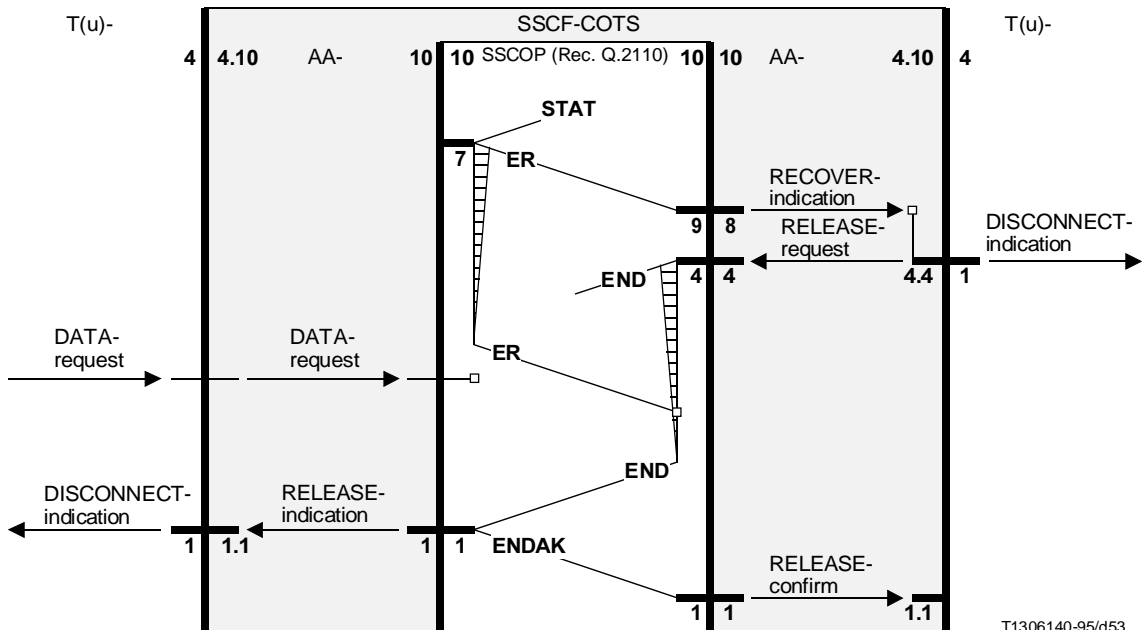 T(u)- SSCF-COTS T(u)-
4 4.10 AA- 10 10 SSCOP (Rec. Q.2110) 10 10 AA- 4.10 4
STAT
7 ER
RECOVER-
indication
9 8
RELEASE-
request
DISCONNECT-
indication
END 4 4 4.4 1
DATA-
request
DATA-
request
ER
END
DISCONNECT-
indication
RELEASE-
indication
1 1.1 1 1
ENDAK
RELEASE-
confirm
1 1 1.1
T1306140-95/d53